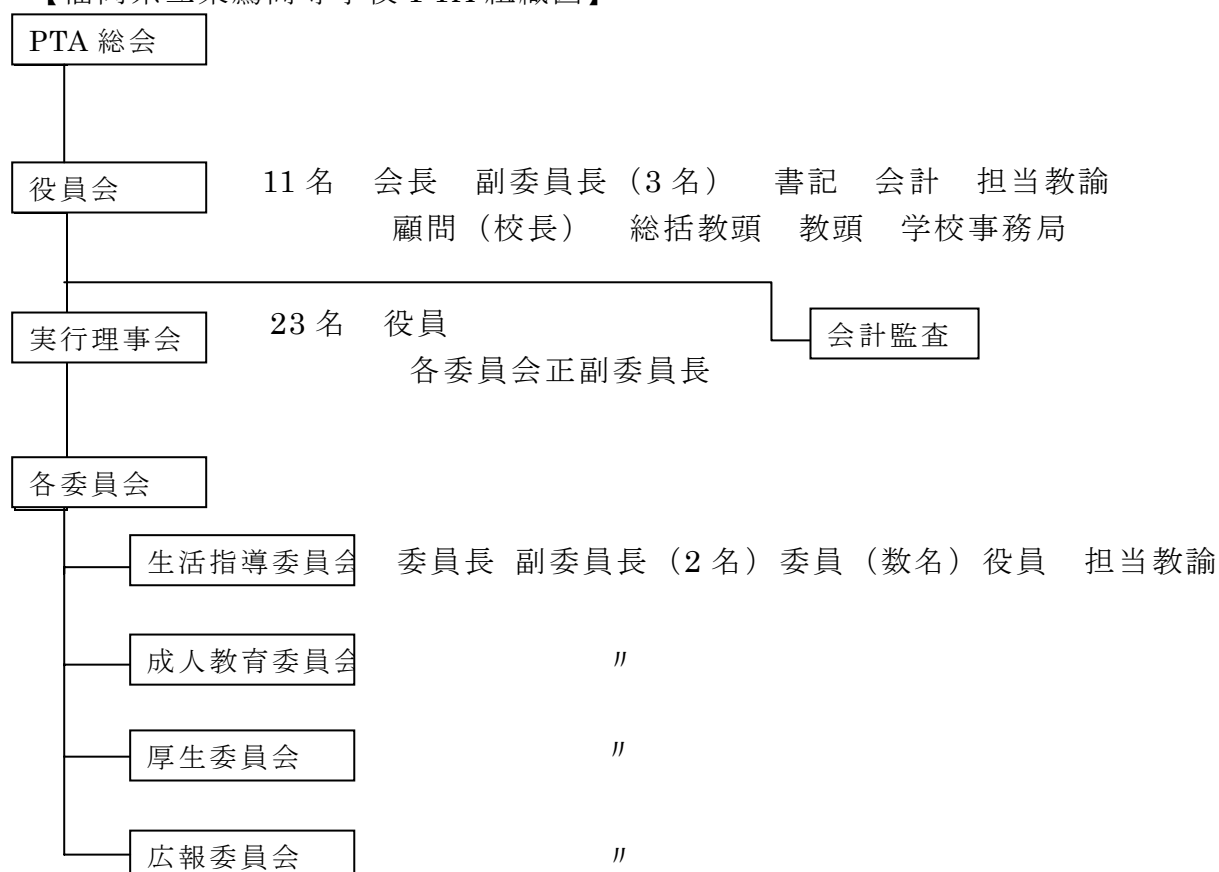 PTA 総会
役員会
11 名 会長 副委員長（3 名） 書記 会計 担当教諭
顧問（校長） 総括教頭 教頭 学校事務局
実行理事会
23 名 役員
会計監査
各委員会正副委員長
各委員会
生活指導委員会 委員長 副委員長（2 名）委員（数名）役員 担当教諭
成人教育委員会 〃
厚生委員会 〃
広報委員会 〃